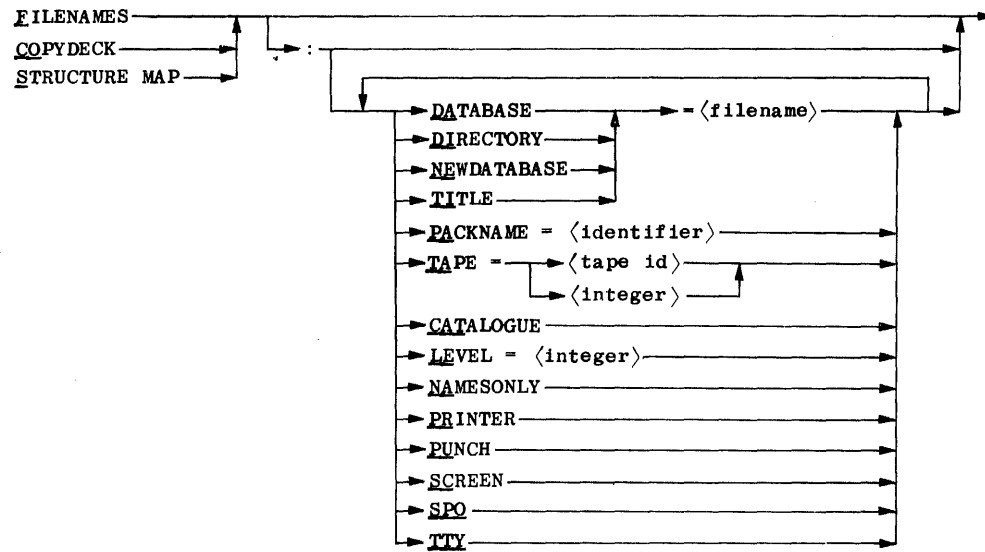 FILENAMES
COPYDECK :
STRUCTURE MAP
DATABASE = ⟨filename⟩
DIRECTORY
NEWDATABASE
TITLE
PACKNAME = ⟨identifier⟩
TAPE = ⟨tape id⟩
⟨integer⟩
CATALOGUE
LEVEL = ⟨integer⟩
NAMESONLY
PRINTER
PUNCH
SCREEN
SPO
TTY